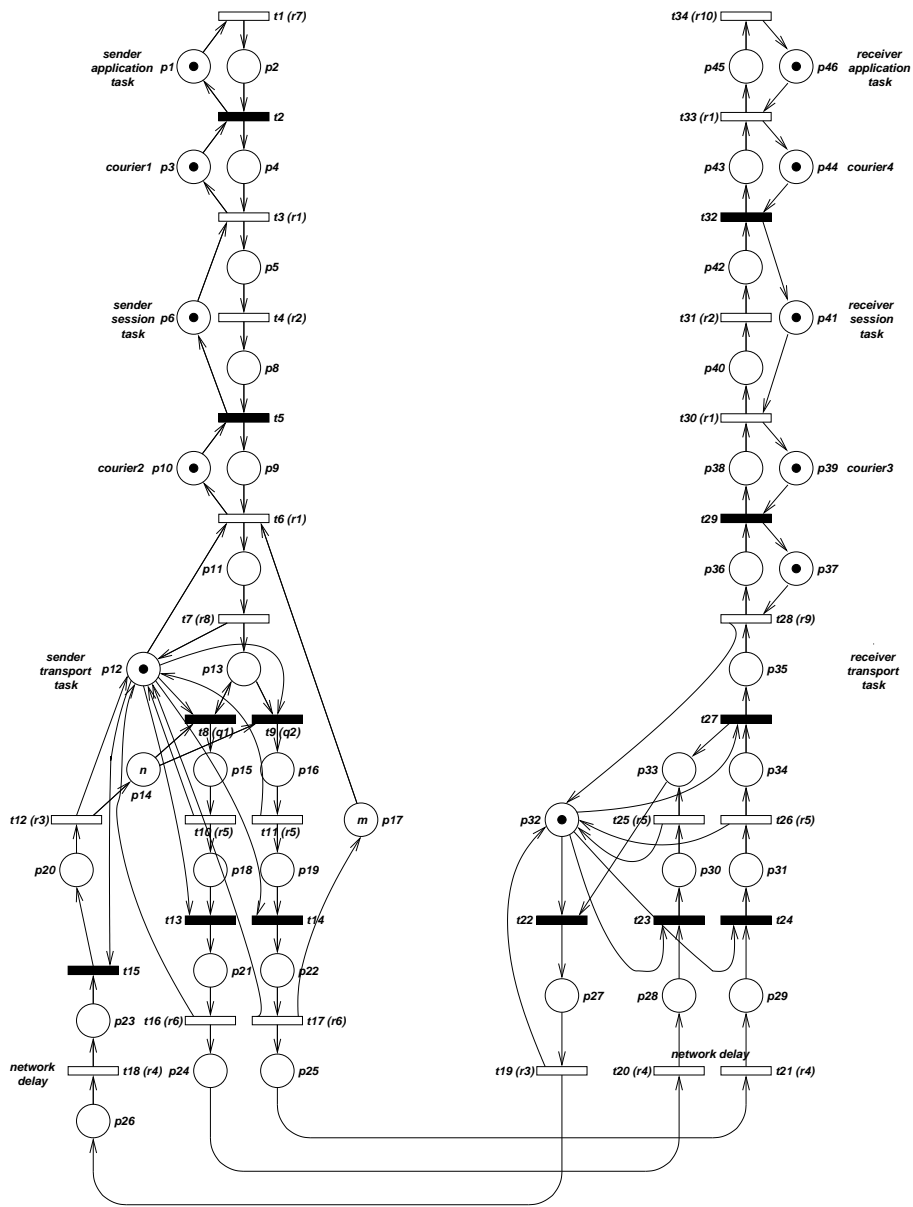 t1 (r7)
t34 (r10)
sender
application
task
p1
p2
p45
p46
receiver
application
task
t2
t33 (r1)
courier1
p3
p4
p43
p44
courier4
t3 (r1)
t32
p5
p42
sender
session
task
p6
t4 (r2)
t31 (r2)
p41
receiver
session
task
p8
p40
t5
t30 (r1)
courier2
p10
p9
p38
p39
courier3
t6 (r1)
t29
p11
p36
p37
t7 (r8)
t28 (r9)
sender
transport
task
p12
p13
p35
receiver
transport
task
t8 (q1)
t9 (q2)
t27
n
p14
p15
p16
p33
p34
t12 (r3)
t10 (r5)
t11 (r5)
m
p17
p32
t25 (r5)
t26 (r5)
p20
p18
p19
p30
p31
t13
t14
t22
t23
t24
t15
p21
p22
p27
p28
p29
p23
t16 (r6)
t17 (r6)
network
delay
t18 (r4)
p24
p25
t19 (r3)
network delay
t20 (r4)
t21 (r4)
p26